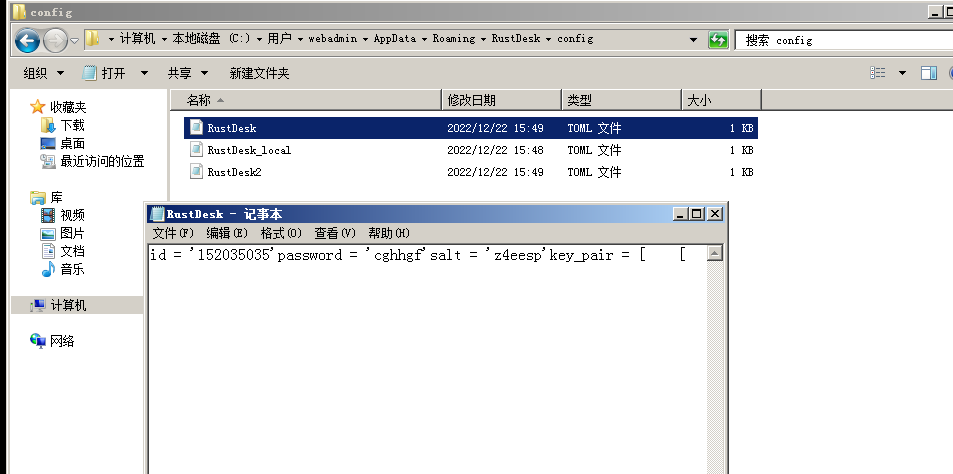 config
计算机 本地磁盘 (C:) 用户 webadmin AppData Roaming RustDesk config
搜索 config
组织 打开 共享 新建文件夹
名称 修改日期 类型 大小
收藏夹
下载
桌面
最近访问的位置
库
视频
图片
文档
音乐
计算机
网络
RustDesk 2022/12/22 15:49 TOML 文件 1 KB
RustDesk_local 2022/12/22 15:48 TOML 文件 1 KB
RustDesk2 2022/12/22 15:49 TOML 文件 1 KB
RustDesk - 记事本
文件(F) 编辑(E) 格式(O) 查看(V) 帮助(H)
id = '152035035'password = 'cghhgf'salt = 'z4eesp'key_pair = [ [